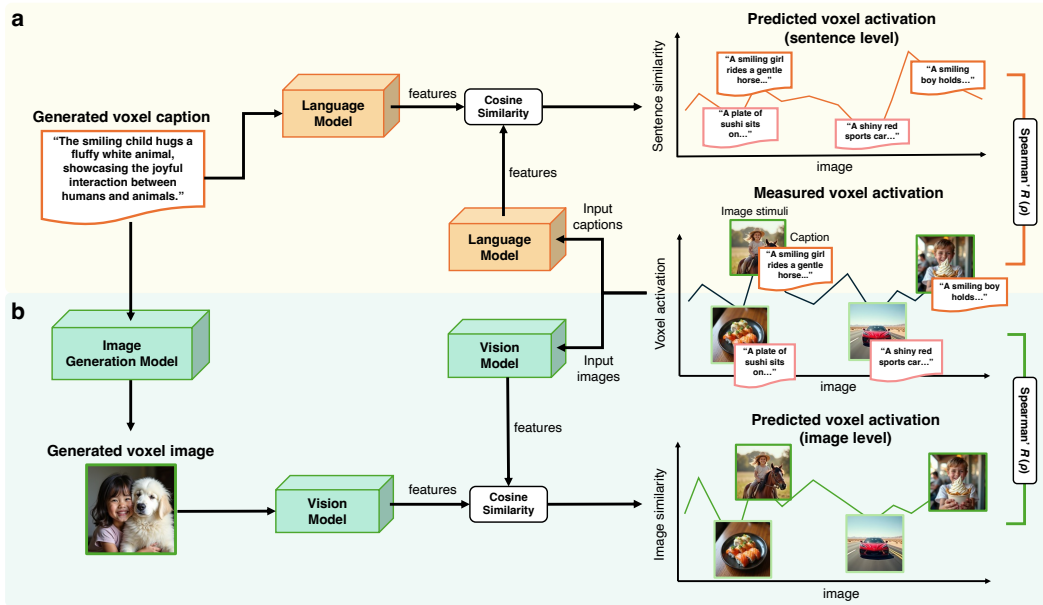 a
Generated voxel caption
“The smiling child hugs a
fluffy white animal,
showcasing the joyful
interaction between
humans and animals.”
Language
Model
features
Cosine
Similarity
features
Language
Model
Input
captions
Predicted voxel activation
(sentence level)
Sentence similarity
“A smiling girl
rides a gentle
horse...”
“A plate of
sushi sits
on…”
“A shiny red
sports car…”
“A smiling
boy holds…”
image
Spearman’ R (ρ)
Measured voxel activation
Image stimuli
Caption
Voxel activation
“A smiling girl
rides a gentle
horse...”
“A smiling boy
holds…”
“A plate of
sushi sits
on…”
“A shiny red
sports car…”
image
b
Image
Generation Model
Generated voxel image
Vision
Model
features
Cosine
Similarity
features
Vision
Model
Input
images
Predicted voxel activation
(image level)
Image similarity
image
Spearman’ R (ρ)